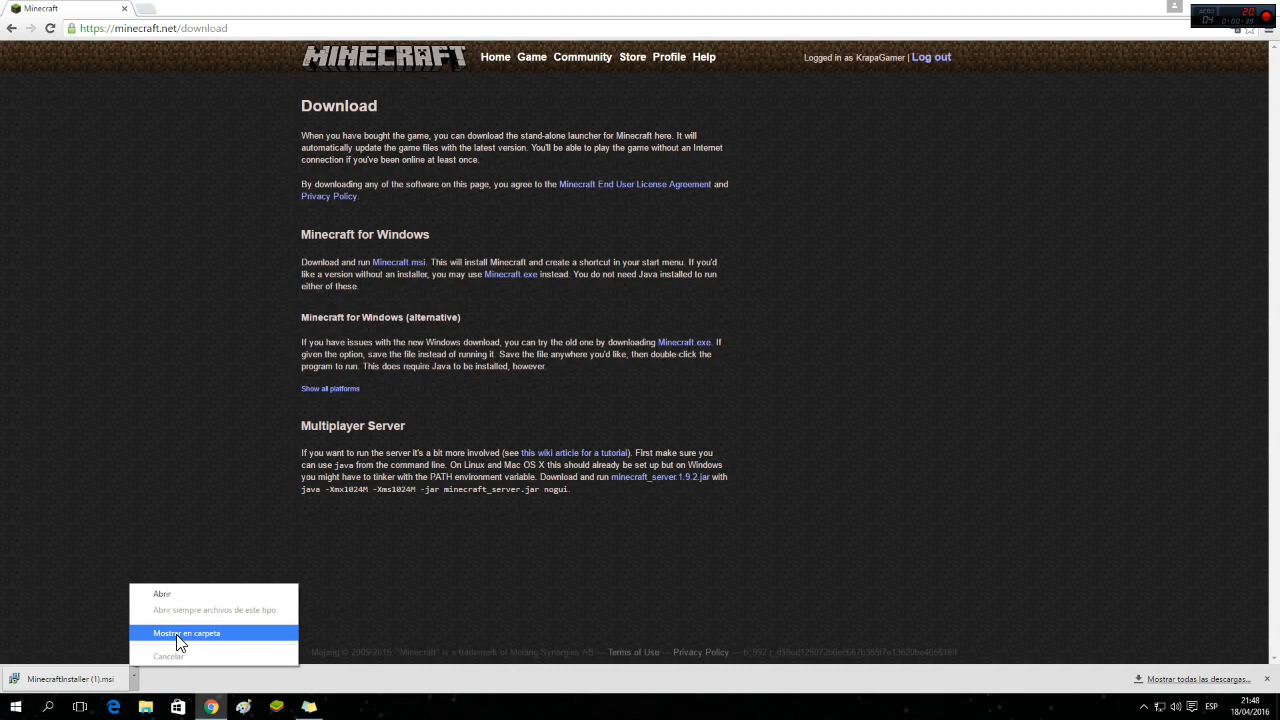 Minecraft
https://minecraft.net/download
20
04 0:00:39
MINECRAFT
Home Game Community Store Profile Help
Logged in as KrapaGamer | Log out
Download
When you have bought the game, you can download the stand-alone launcher for Minecraft here. It will
automatically update the game files with the latest version. You'll be able to play the game without an Internet
connection if you've been online at least once.
By downloading any of the software on this page, you agree to the Minecraft End User License Agreement and
Privacy Policy.
Minecraft for Windows
Download and run Minecraft.msi. This will install Minecraft and create a shortcut in your start menu. If you'd
like a version without an installer, you may use Minecraft.exe instead. You do not need Java installed to run
either of these.
Minecraft for Windows (alternative)
If you have issues with the new Windows download, you can try the old one by downloading Minecraft.exe. If
given the option, save the file instead of running it. Save the file anywhere you'd like, then double-click the
program to run. This does require Java to be installed, however.
Show all platforms
Multiplayer Server
If you want to run the server it's a bit more involved (see this wiki article for a tutorial). First make sure you
can use java from the command line. On Linux and Mac OS X this should already be set up but on Windows
you might have to tinker with the PATH environment variable. Download and run minecraft_server.1.9.2.jar with
java -Xmx1024M -Xms1024M -jar minecraft_server.jar nogui.
Abrir
Abrir siempre archivos de este tipo
Mostrar en carpeta
Cancelar
Mojang © 2009-2016. "Minecraft" is a trademark of Mojang Synergies AB — Terms of Use — Privacy Policy —
MinecraftInstaller (1).msi
Mostrar todas las descargas...
ESP
21:48
18/04/2016